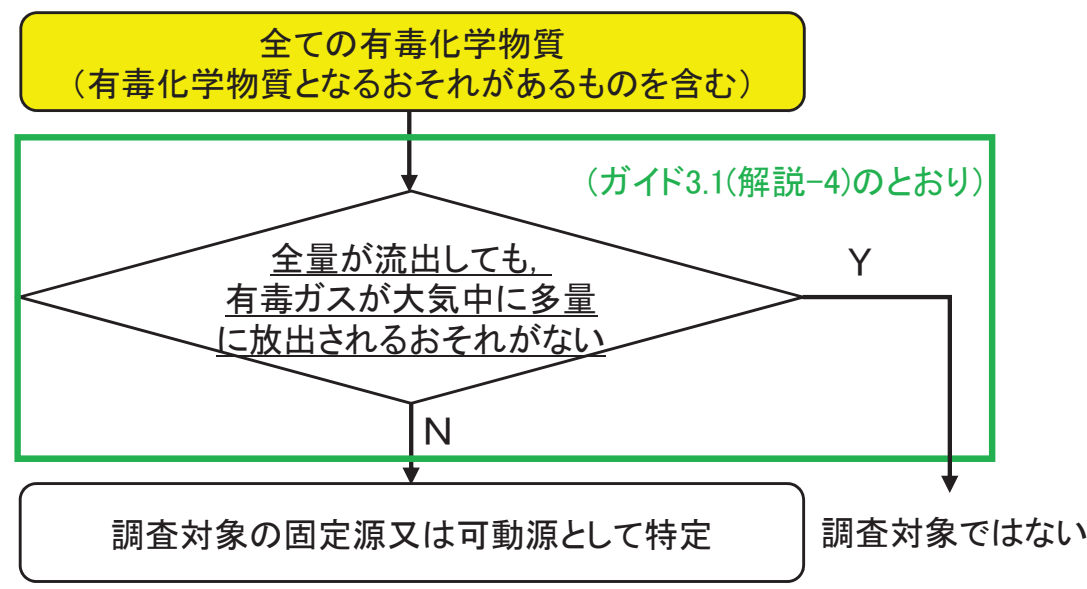 全ての有毒化学物質
（有毒化学物質となるおそれがあるものを含む）
（ガイド3.1(解説-4)のとおり）
全量が流出しても，
有毒ガスが大気中に多量
に放出されるおそれがない
Y
N
調査対象の固定源又は可動源として特定
調査対象ではない